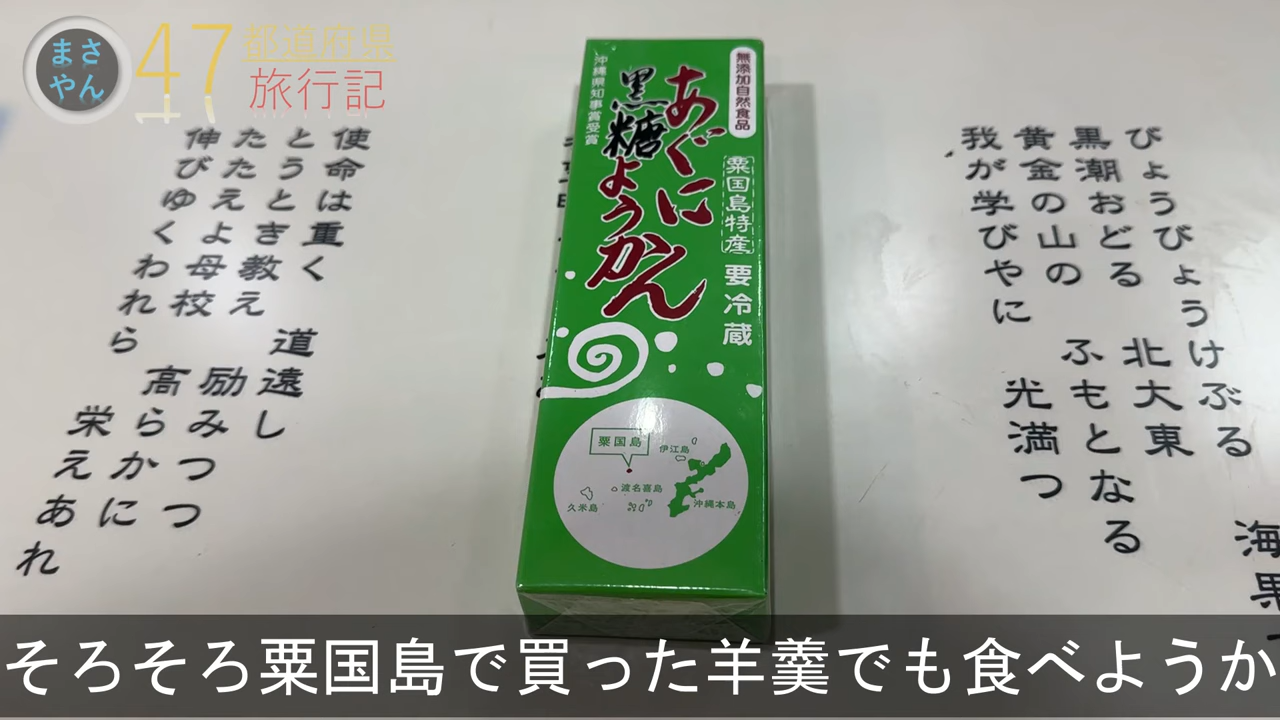 まさ
やん
47
都道府県
旅行記
無添加自然食品
あぐに
黒糖
ようかん
沖縄県知事賞受賞
粟国島特産
要冷蔵
粟国島
伊江島
渡名喜島
久米島
沖縄本島
びょうびょう けぶる 海
黒潮おどる 北大東
黄金の山の ふもとなる 果
我が学びやに 光満つ
使命は重く 道遠し
とうとき教え 励みつつ
たたえよ母校 高らかに
伸びゆくわれら 栄えあれ
そろそろ粟国島で買った羊羹でも食べようか